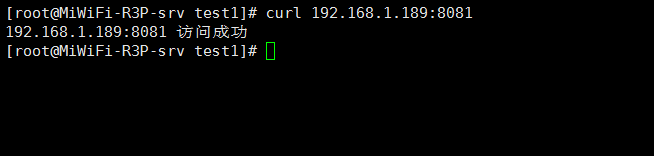 [root@MiWiFi-R3P-srv test1]# curl 192.168.1.189:8081
192.168.1.189:8081 访问成功
[root@MiWiFi-R3P-srv test1]#